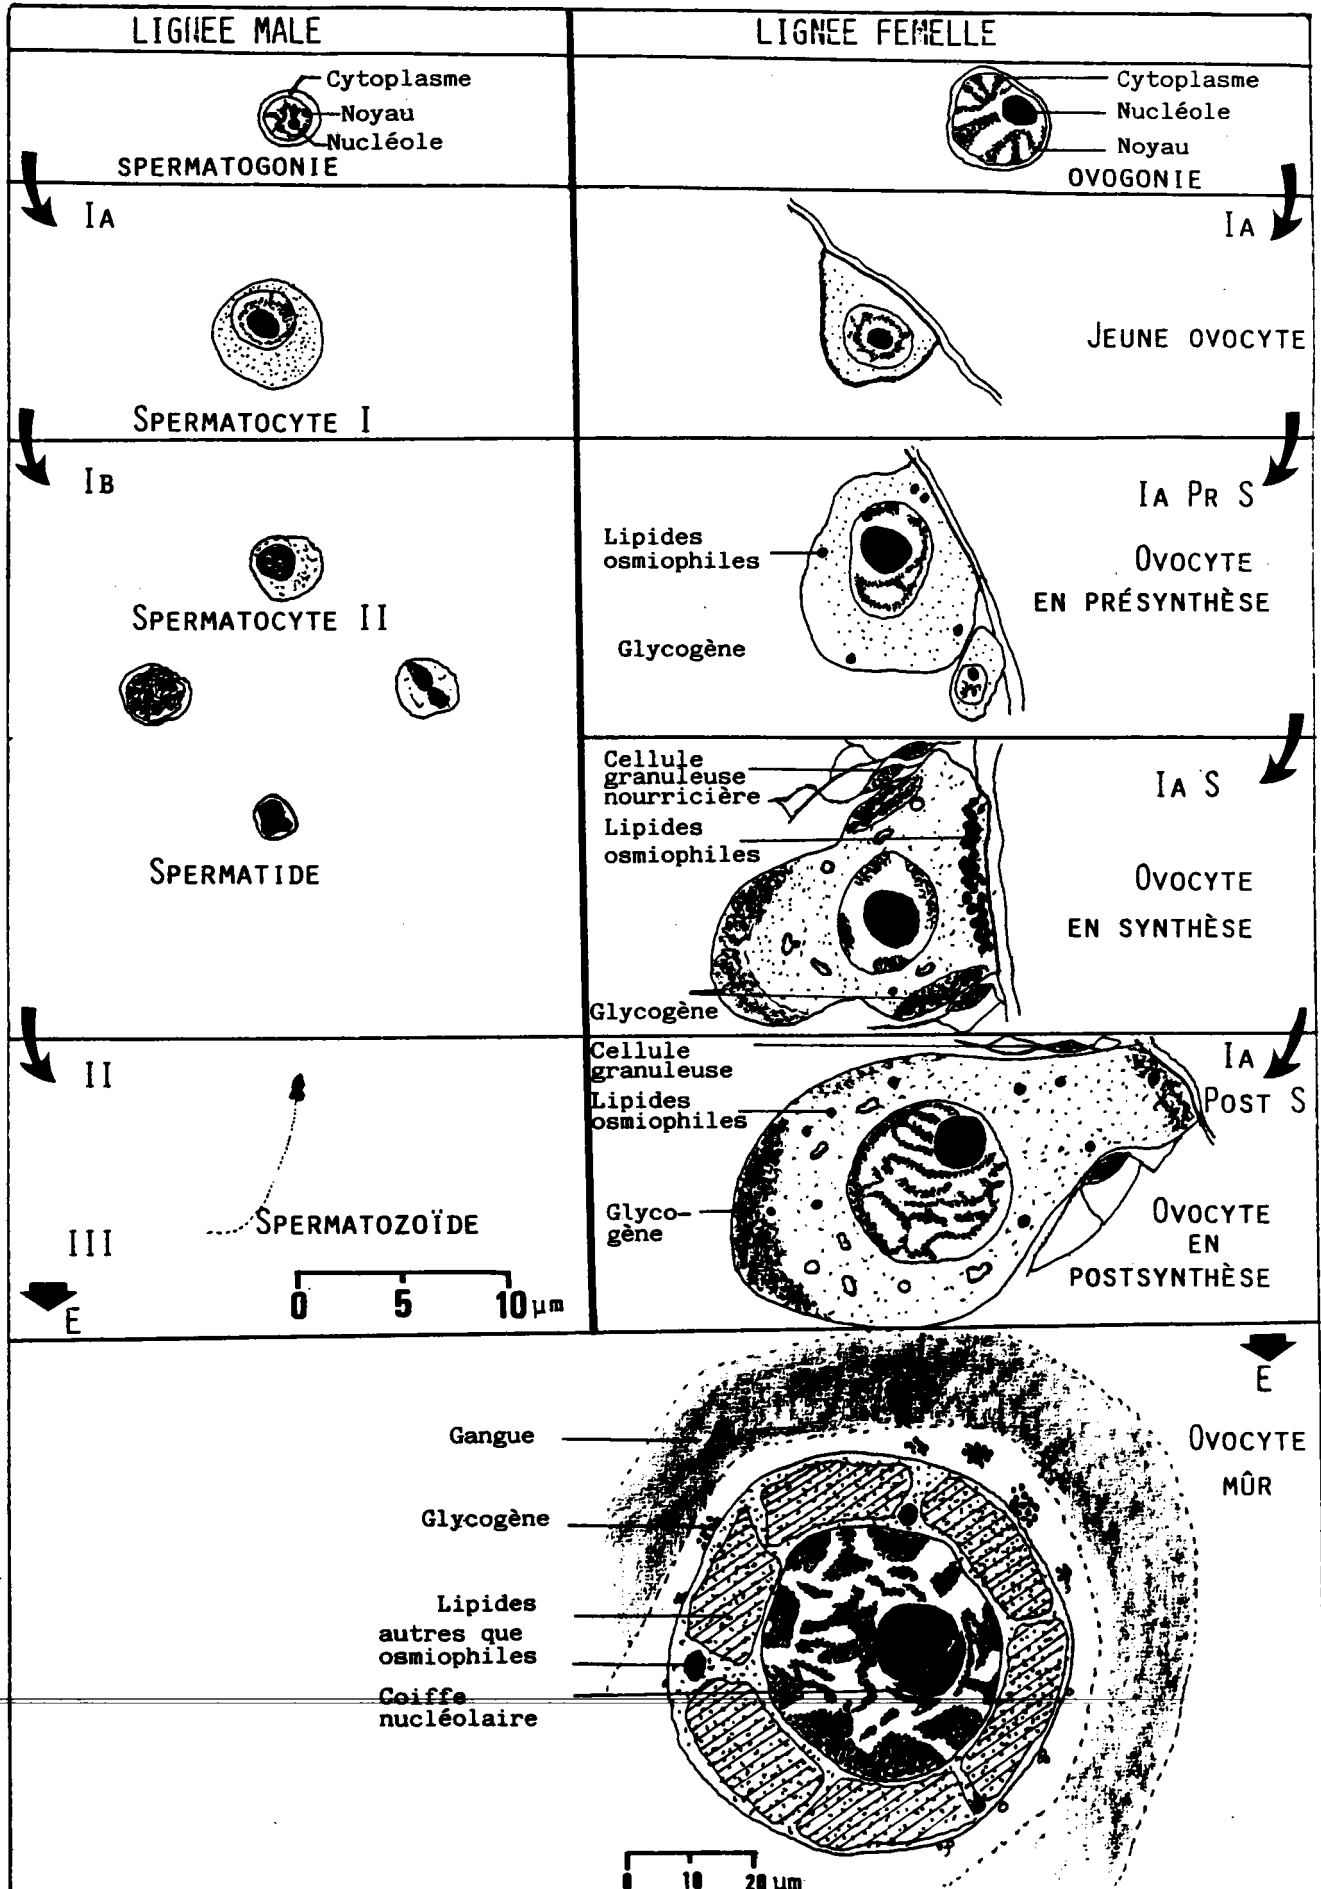 LIGNEE MALE
LIGNEE FEMELLE
Cytoplasme
Noyau
Nucléole
SPERMATOGONIE
Cytoplasme
Nucléole
Noyau
OVOGONIE
IA
SPERMATOCYTE I
IA
JEUNE OVOCYTE
IB
SPERMATOCYTE II
SPERMATIDE
IA PR S
Lipides
osmiophiles
OVOCYTE
EN PRÉSYNTHÈSE
Glycogène
Cellule
granuleuse
nourricière
IA S
Lipides
osmiophiles
OVOCYTE
EN SYNTHÈSE
Glycogène
II
SPERMATOZOÏDE
III
E
0 5 10 µm
Cellule
granuleuse
IA
POST S
Lipides
osmiophiles
Glyco-
gène
OVOCYTE
EN
POSTSYNTHÈSE
E
OVOCYTE
MÛR
Gangue
Glycogène
Lipides
autres que
osmiophiles
Coiffe
nucléolaire
0 10 20 µm